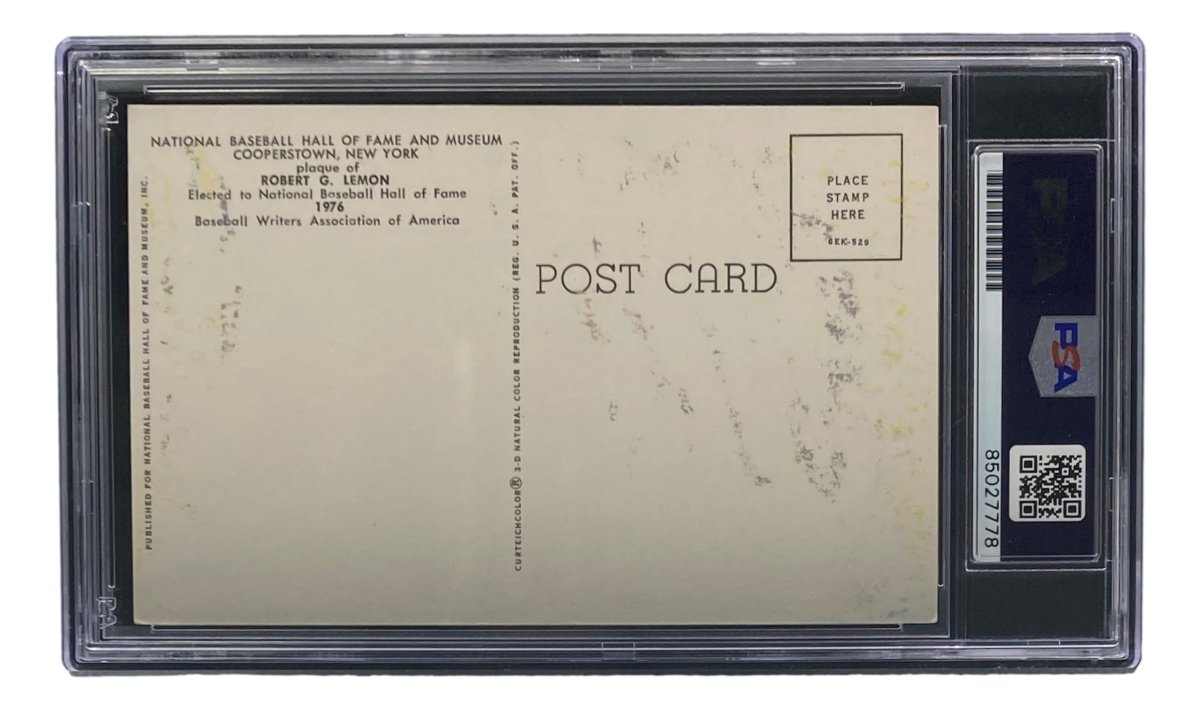 NATIONAL BASEBALL HALL OF FAME AND MUSEUM
COOPERSTOWN, NEW YORK
plaque of
ROBERT G. LEMON
Elected to National Baseball Hall of Fame
1976
Baseball Writers Association of America
PUBLISHED FOR NATIONAL BASEBALL HALL OF FAME AND MUSEUM, INC.
CURTEICHCOLOR® 3-D NATURAL COLOR REPRODUCTION (REG. U. S. A. PAT. OFF.)
POST CARD
PLACE
STAMP
HERE
6EK-529
PSA
PSA
85027778